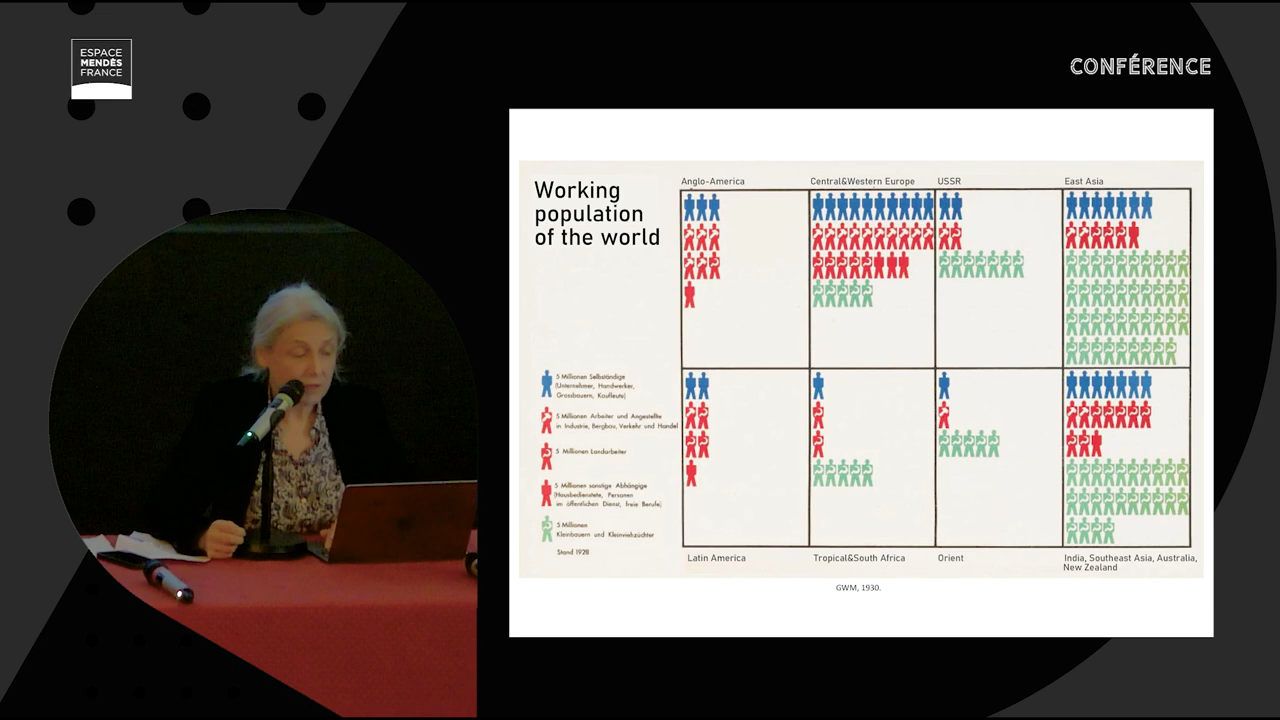 ESPACE
MENDÈS
FRANCE
CONFÉRENCE
Working
population
of the world
Anglo-America
Central&Western Europe
USSR
East Asia
5 Millionen Selbständige
(Unternehmer, Handwerker,
Grossbauern, Kaufleute)
5 Millionen Arbeiter und Angestellte
in Industrie, Bergbau, Verkehr und Handel
5 Millionen Landarbeiter
5 Millionen sonstige Abhängige
(Hausbedienstete, Personen
im öffentlichen Dienst, freie Berufe)
5 Millionen
Kleinbauern und Kleinviehzüchter
Stand 1928
Latin America
Tropical&South Africa
Orient
India, Southeast Asia, Australia,
New Zealand
GWM, 1930.